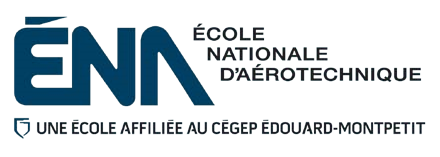 ÉNA
ÉCOLE
NATIONALE
D'AÉROTECHNIQUE
UNE ÉCOLE AFFILIÉE AU CÉGEP ÉDOUARD-MONTPETIT